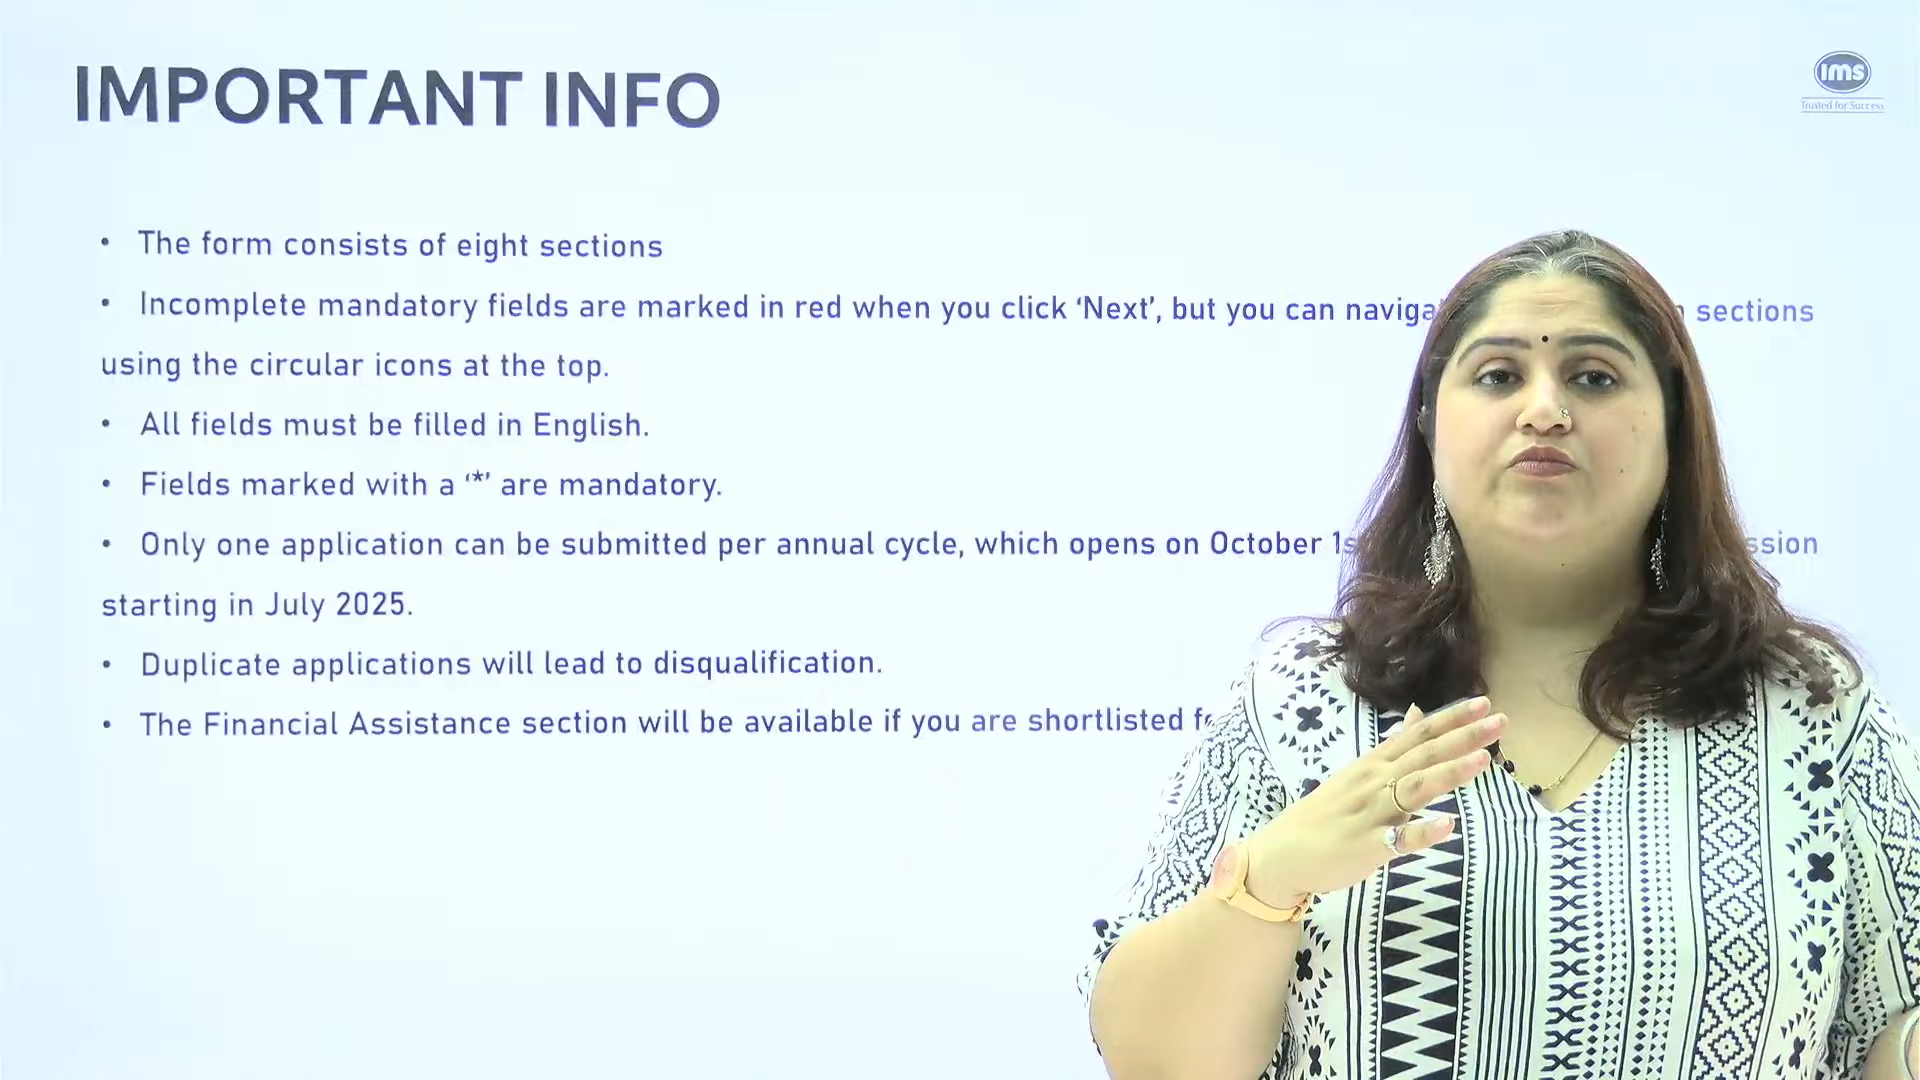 IMPORTANT INFO
ims
Trusted for Success
• The form consists of eight sections
• Incomplete mandatory fields are marked in red when you click ‘Next’, but you can sections
using the circular icons at the top.
• All fields must be filled in English.
• Fields marked with a ‘*’ are mandatory.
• Only one application can be submitted per annual cycle, which opens on October
starting in July 2025.
• Duplicate applications will lead to disqualification.
• The Financial Assistance section will be available if you are shortlisted